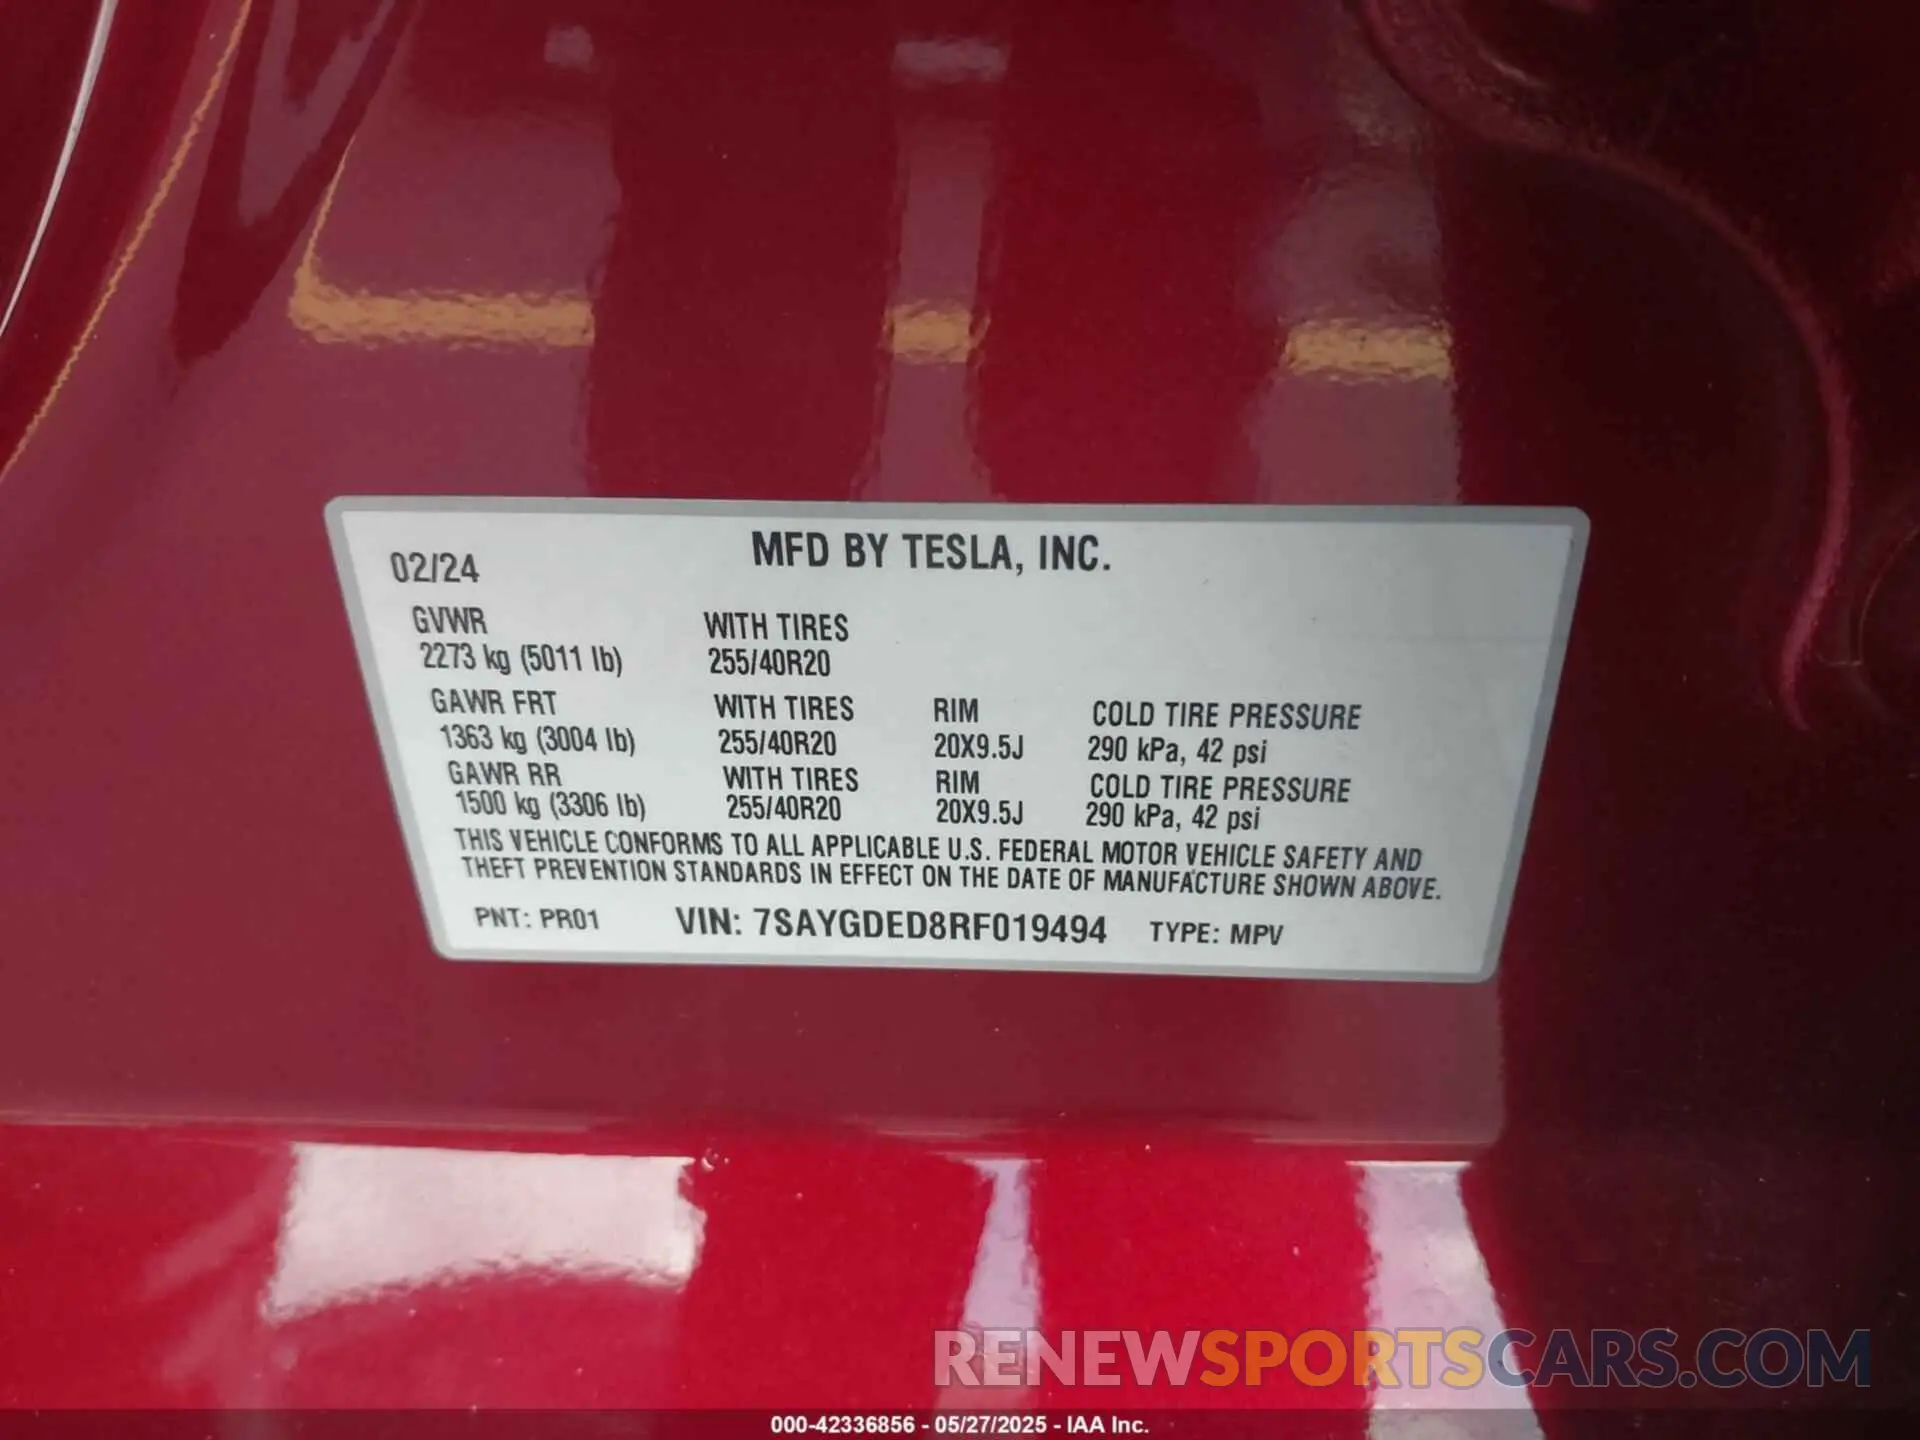 MFD BY TESLA, INC.
02/24
GVWR WITH TIRES
2273 kg (5011 lb) 255/40R20
GAWR FRT WITH TIRES RIM COLD TIRE PRESSURE
1363 kg (3004 lb) 255/40R20 20X9.5J 290 kPa, 42 psi
GAWR RR WITH TIRES RIM COLD TIRE PRESSURE
1500 kg (3306 lb) 255/40R20 20X9.5J 290 kPa, 42 psi
THIS VEHICLE CONFORMS TO ALL APPLICABLE U.S. FEDERAL MOTOR VEHICLE SAFETY AND
THEFT PREVENTION STANDARDS IN EFFECT ON THE DATE OF MANUFACTURE SHOWN ABOVE.
PNT: PR01 VIN: 7SAYGDED8RF019494 TYPE: MPV
RENEWSPORTSCARS.COM
000-42336856 - 05/27/2025 - IAA Inc.